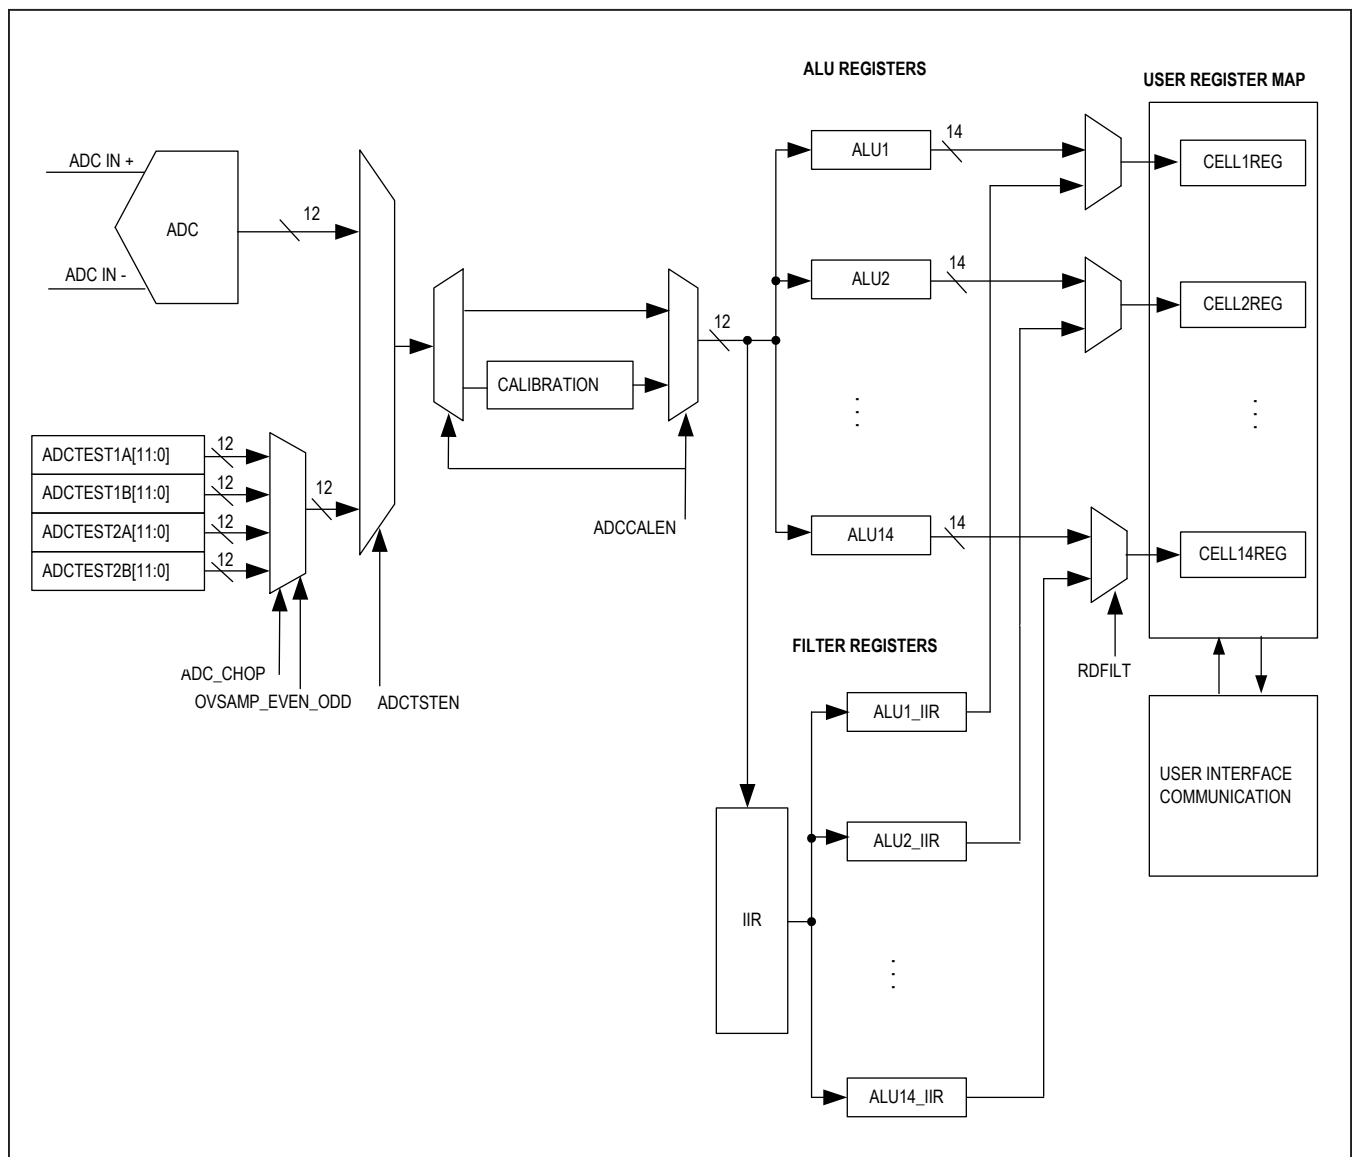 ALU REGISTERS
USER REGISTER MAP
ADC IN +
ADC
ADC IN -
12
ALU1
14
CELL1REG
ALU2
14
CELL2REG
12
CALIBRATION
ADCTEST1A[11:0]
12
ADCTEST1B[11:0]
12
ADCTEST2A[11:0]
12
ADCTEST2B[11:0]
12
12
ADCCALEN
ALU14
14
CELL14REG
ADC_CHOP
OVSAMP_EVEN_ODD
ADCTSTEN
FILTER REGISTERS
RDFILT
ALU1_IIR
ALU2_IIR
USER INTERFACE
COMMUNICATION
IIR
ALU14_IIR